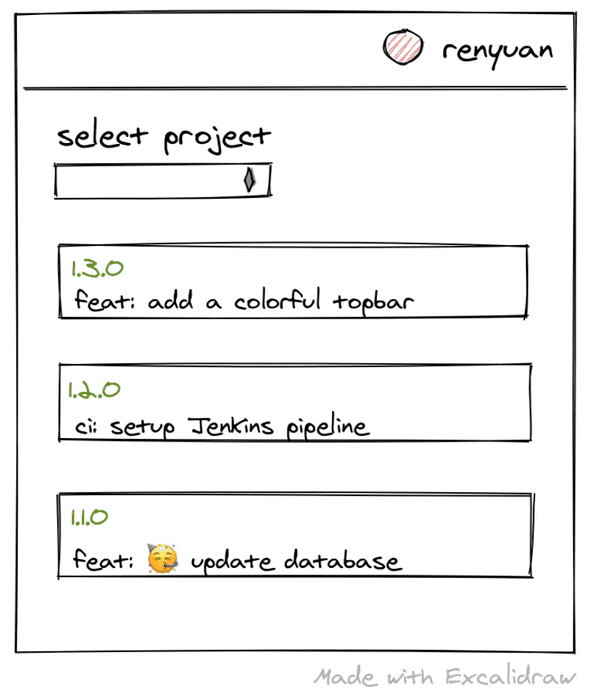 renyuan
select project
1.3.0
feat: add a colorful topbar
1.2.0
ci: setup Jenkins pipeline
1.1.0
feat: 🥳 update database
Made with Excalidraw